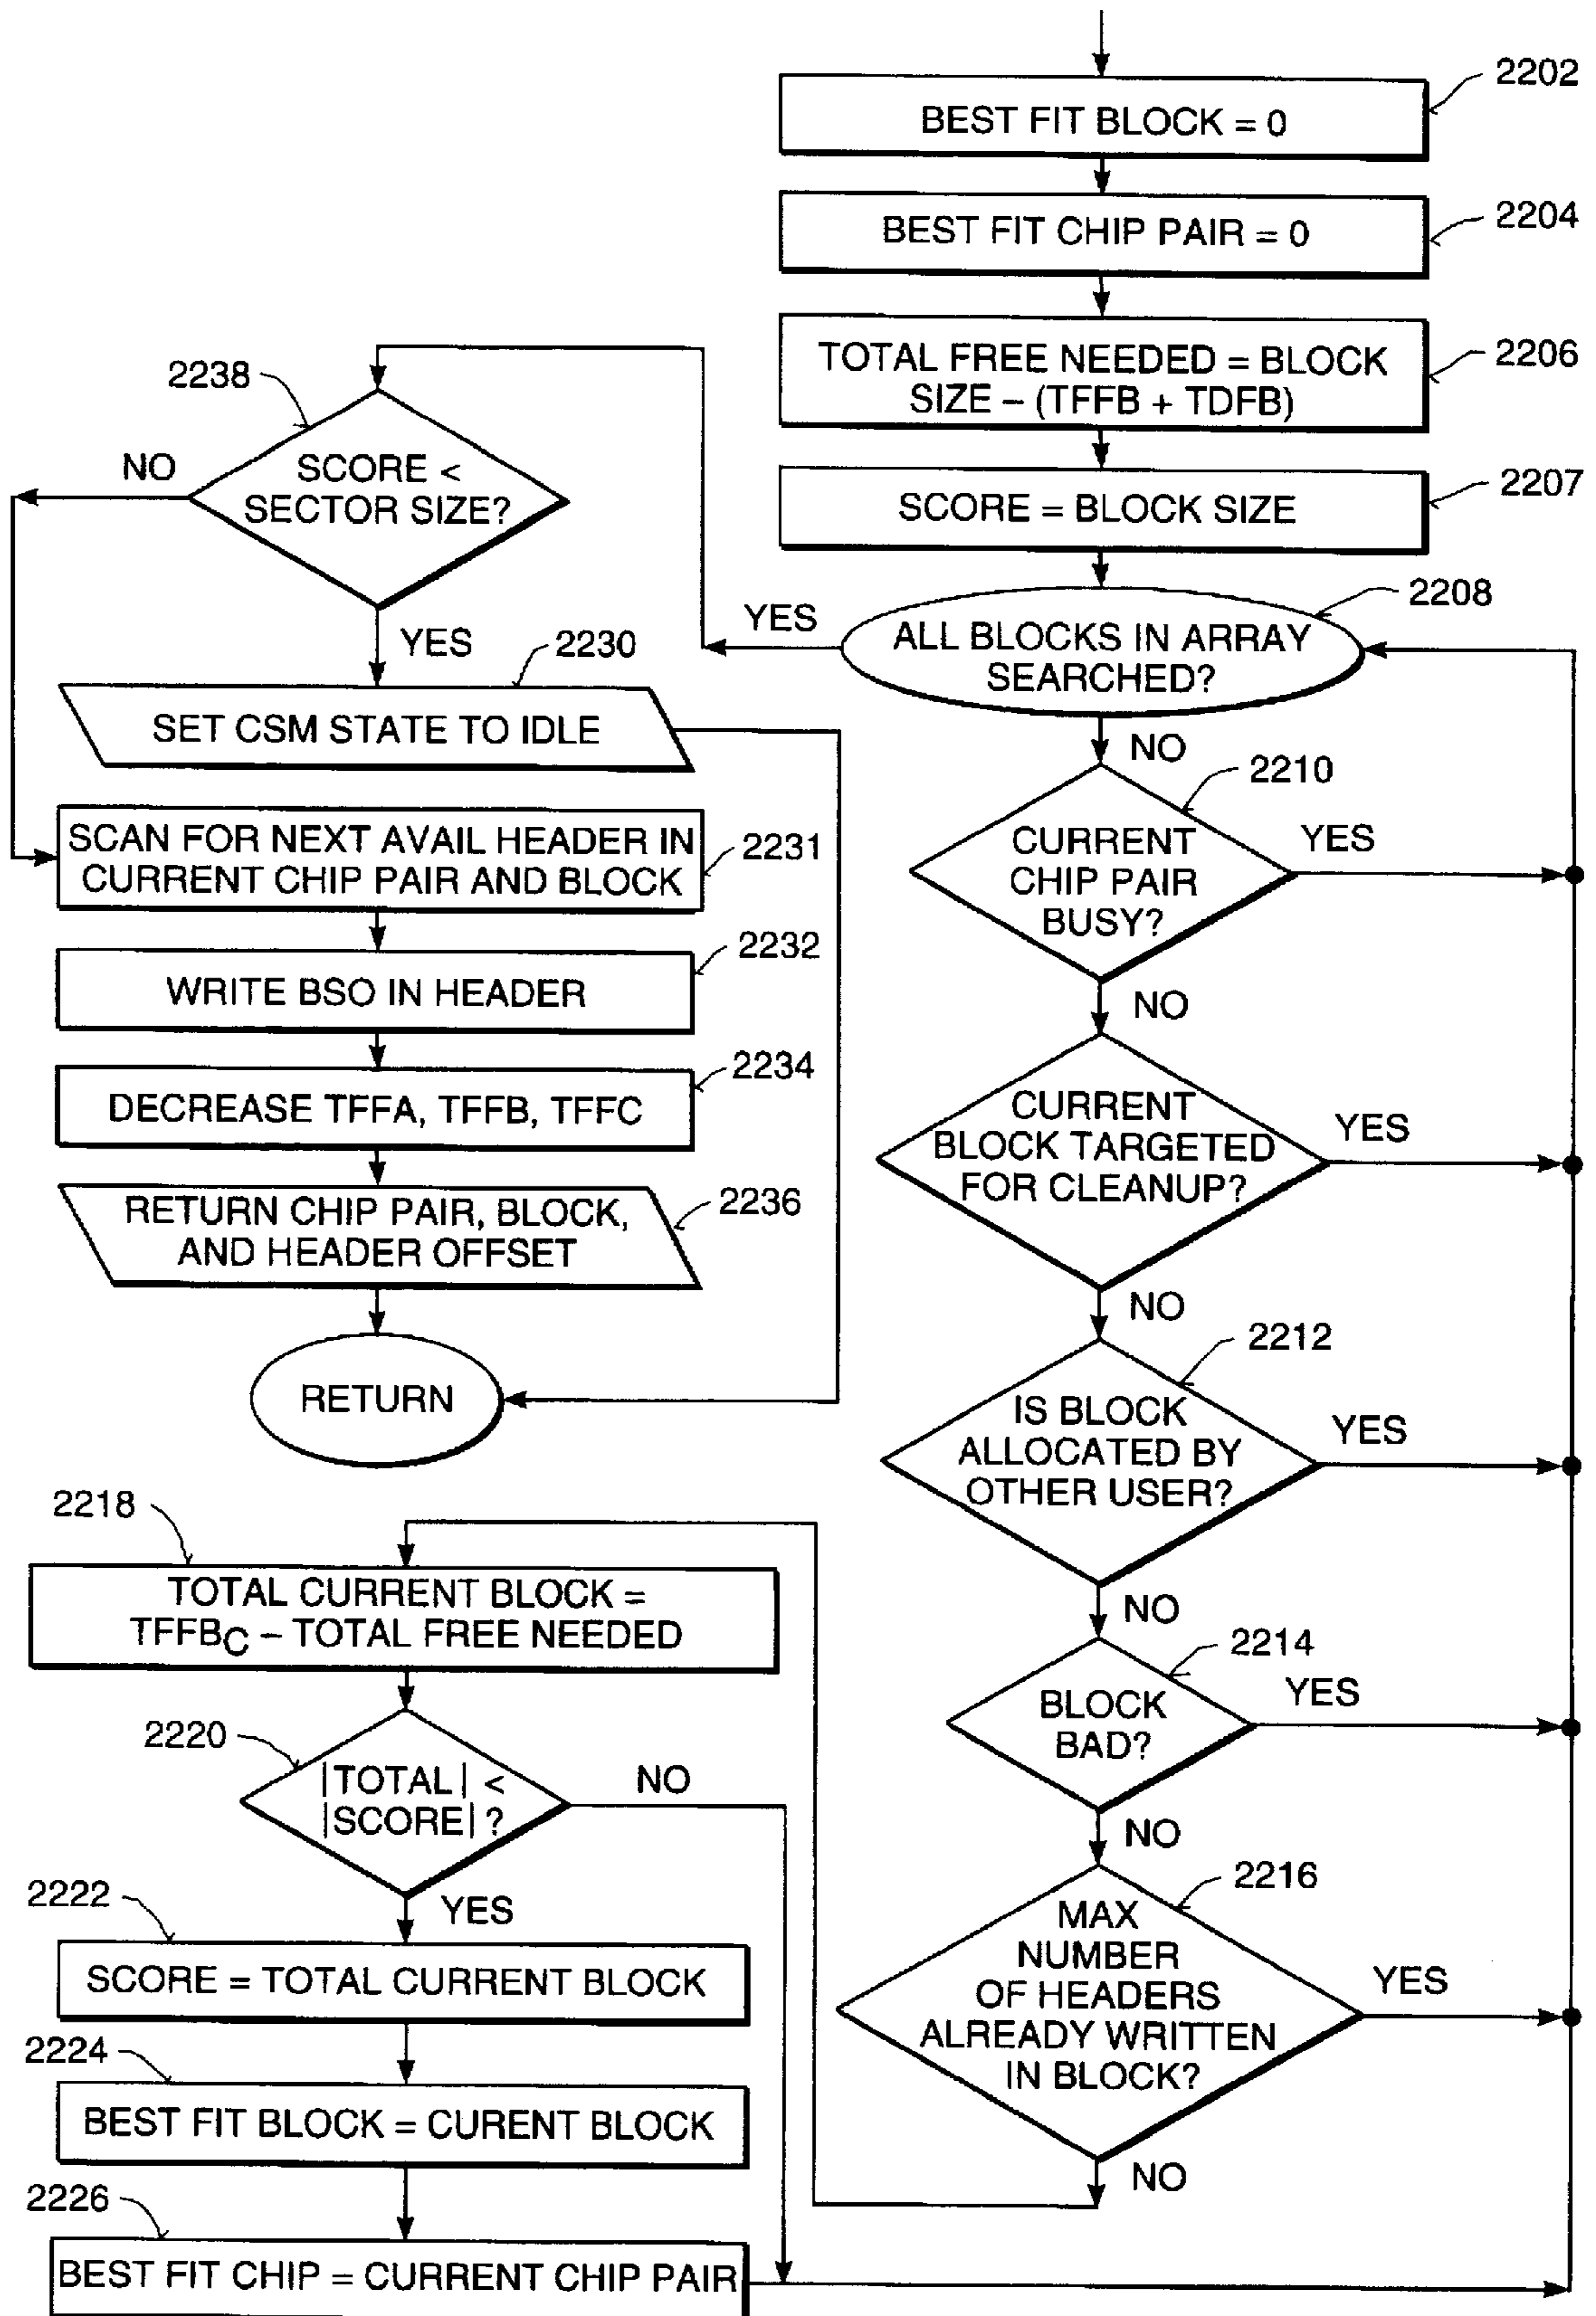 2202
BEST FIT BLOCK = 0
2204
BEST FIT CHIP PAIR = 0
2206
TOTAL FREE NEEDED = BLOCK
SIZE – (TFFB + TDFB)
2207
SCORE = BLOCK SIZE
2208
ALL BLOCKS IN ARRAY
SEARCHED?
YES
NO
2210
CURRENT
CHIP PAIR
BUSY?
YES
NO
CURRENT
BLOCK TARGETED
FOR CLEANUP?
YES
NO
2212
IS BLOCK
ALLOCATED BY
OTHER USER?
YES
NO
2214
BLOCK
BAD?
YES
NO
2216
MAX
NUMBER
OF HEADERS
ALREADY WRITTEN
IN BLOCK?
YES
NO
2218
TOTAL CURRENT BLOCK =
TFFBC – TOTAL FREE NEEDED
2220
|TOTAL| <
|SCORE| ?
NO
YES
2222
SCORE = TOTAL CURRENT BLOCK
2224
BEST FIT BLOCK = CURENT BLOCK
2226
BEST FIT CHIP = CURRENT CHIP PAIR
2238
SCORE <
SECTOR SIZE?
NO
YES
2230
SET CSM STATE TO IDLE
2231
SCAN FOR NEXT AVAIL HEADER IN
CURRENT CHIP PAIR AND BLOCK
2232
WRITE BSO IN HEADER
2234
DECREASE TFFA, TFFB, TFFC
2236
RETURN CHIP PAIR, BLOCK,
AND HEADER OFFSET
RETURN